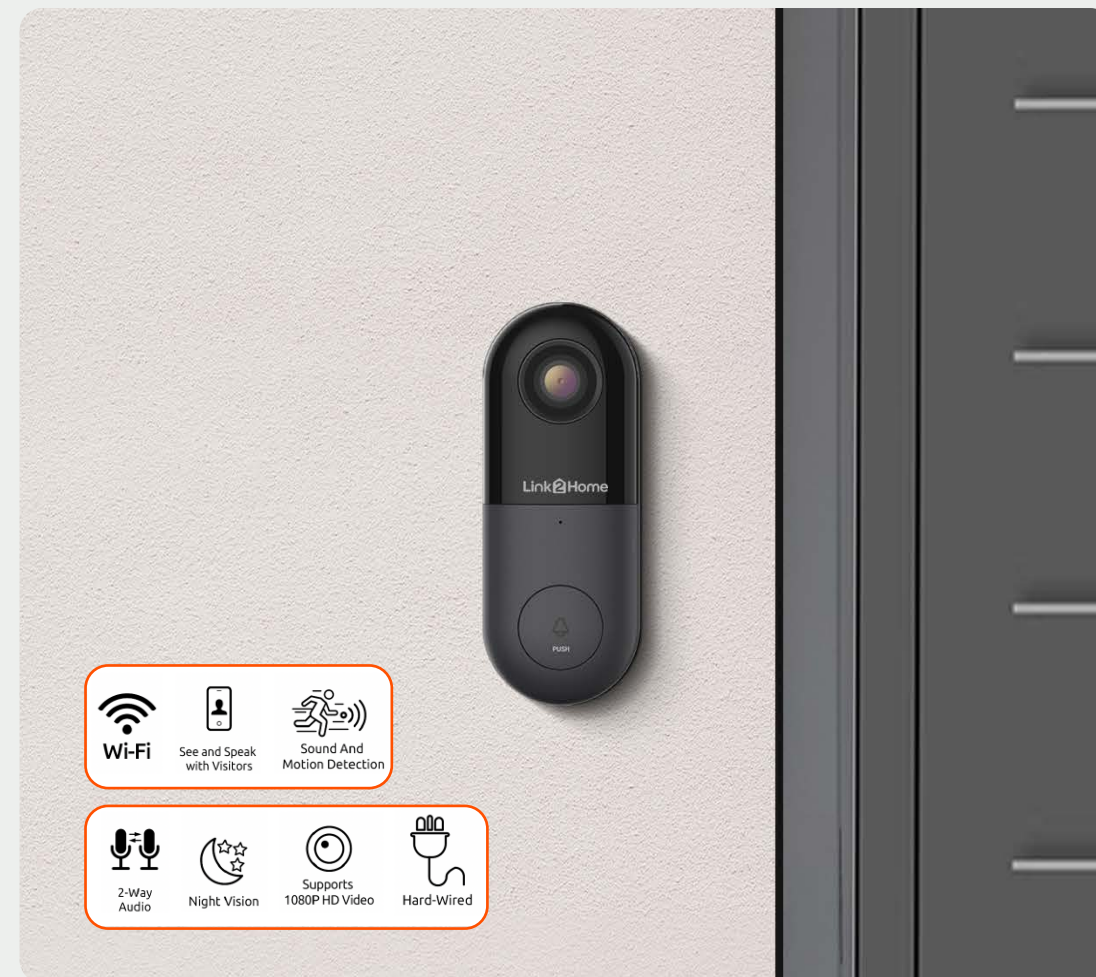 Link2Home
PUSH
Wi-Fi
See and Speak
with Visitors
Sound And
Motion Detection
2-Way
Audio
Night Vision
Supports
1080P HD Video
Hard-Wired